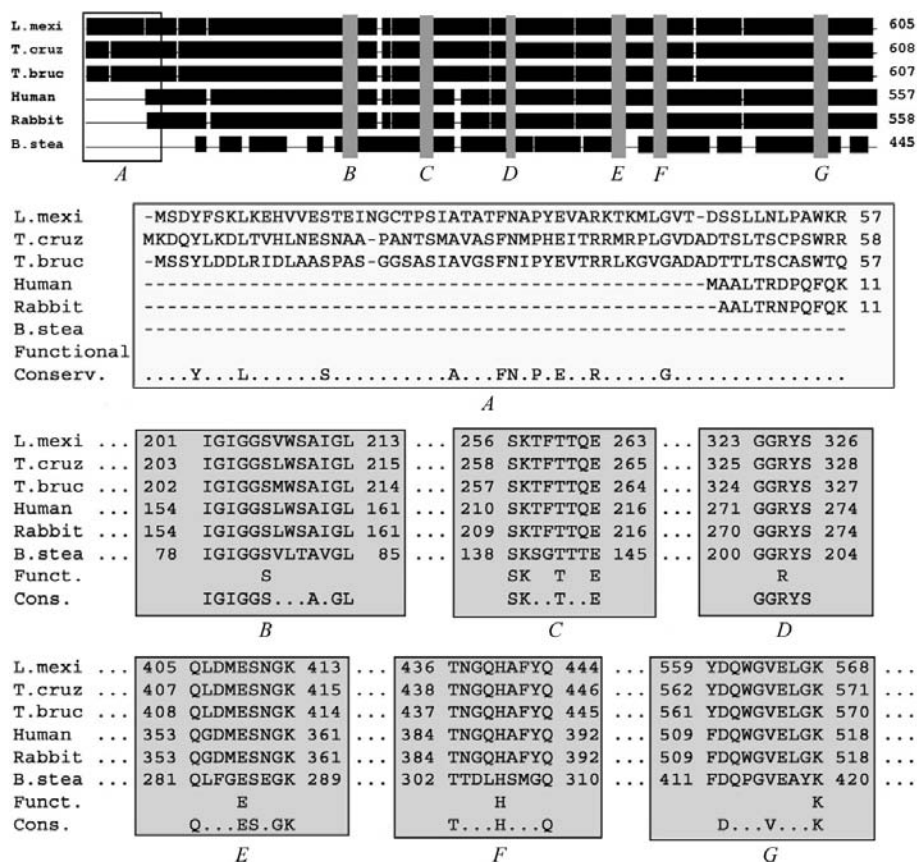 L.mexi 605
T.cruz 608
T.bruc 607
Human 557
Rabbit 558
B.stea 445
A B C D E F G
L.mexi -MSDYFSKLKEHVVESTEINGCTPSIATATFNAPYEVARKTKMLGVT-DSSLLNLPAWKR 57
T.cruz MKDQYLKDLTVHLNESNAA-PANTSMAVASFNMPHEITRRMRPLGVDADTSLTSCPSWRR 58
T.bruc -MSSYLDDLRIDLAASPAS-GGSASIAVGSFNIPYEVTRRLKGVGADADTTLTSCASWTQ 57
Human ------------------------------------------------MAALTRDPQFQK 11
Rabbit -------------------------------------------------AALTRNPQFQK 11
B.stea ------------------------------------------------------------
Functional
Conserv. ....Y...L......S..........A...FN.P.E..R.....G...............
A
L.mexi ... 201 IGIGGSVWSAIGL 213 ... 256 SKTFTTQE 263 ... 323 GGRYS 326
T.cruz ... 203 IGIGGSLWSAIGL 215 ... 258 SKTFTTQE 265 ... 325 GGRYS 328
T.bruc ... 202 IGIGGSMWSAIGL 214 ... 257 SKTFTTQE 264 ... 324 GGRYS 327
Human ... 154 IGIGGSLWSAIGL 161 ... 210 SKTFTTQE 216 ... 271 GGRYS 274
Rabbit ... 154 IGIGGSLWSAIGL 161 ... 209 SKTFTTQE 216 ... 270 GGRYS 274
B.stea ... 78 IGIGGSVLTAVGL 85 ... 138 SKSGTTTE 145 ... 200 GGRYS 204
Funct. S SK T E R
Cons. IGIGGS...A.GL SK..T..E GGRYS
B C D
L.mexi ... 405 QLDMESNGK 413 ... 436 TNGQHAFYQ 444 ... 559 YDQWGVELGK 568 ...
T.cruz ... 407 QLDMESNGK 415 ... 438 TNGQHAFYQ 446 ... 562 YDQWGVELGK 571 ...
T.bruc ... 408 QLDMESNGK 414 ... 437 TNGQHAFYQ 445 ... 561 YDQWGVELGK 570 ...
Human ... 353 QGDMESNGK 361 ... 384 TNGQHAFYQ 392 ... 509 FDQWGVELGK 518 ...
Rabbit ... 353 QGDMESNGK 361 ... 384 TNGQHAFYQ 392 ... 509 FDQWGVELGK 518 ...
B.stea ... 281 QLFGESEGK 289 ... 302 TTDLHSMGQ 310 ... 411 FDQPGVEAYK 420 ...
Funct. E H K
Cons. Q...ES.GK T...H...Q D...V...K
E F G